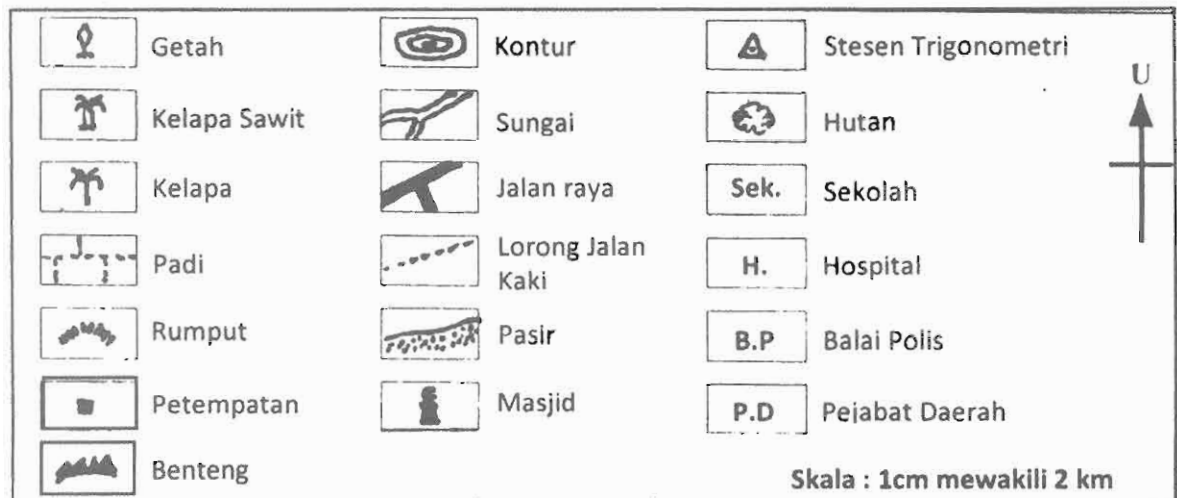 Getah
Kontur
Stesen Trigonometri
U
Kelapa Sawit
Sungai
Hutan
Kelapa
Jalan raya
Sek.
Sekolah
Padi
Lorong Jalan
Kaki
H.
Hospital
Rumput
Pasir
B.P
Balai Polis
Petempatan
Masjid
P.D
Pejabat Daerah
Benteng
Skala : 1cm mewakili 2 km